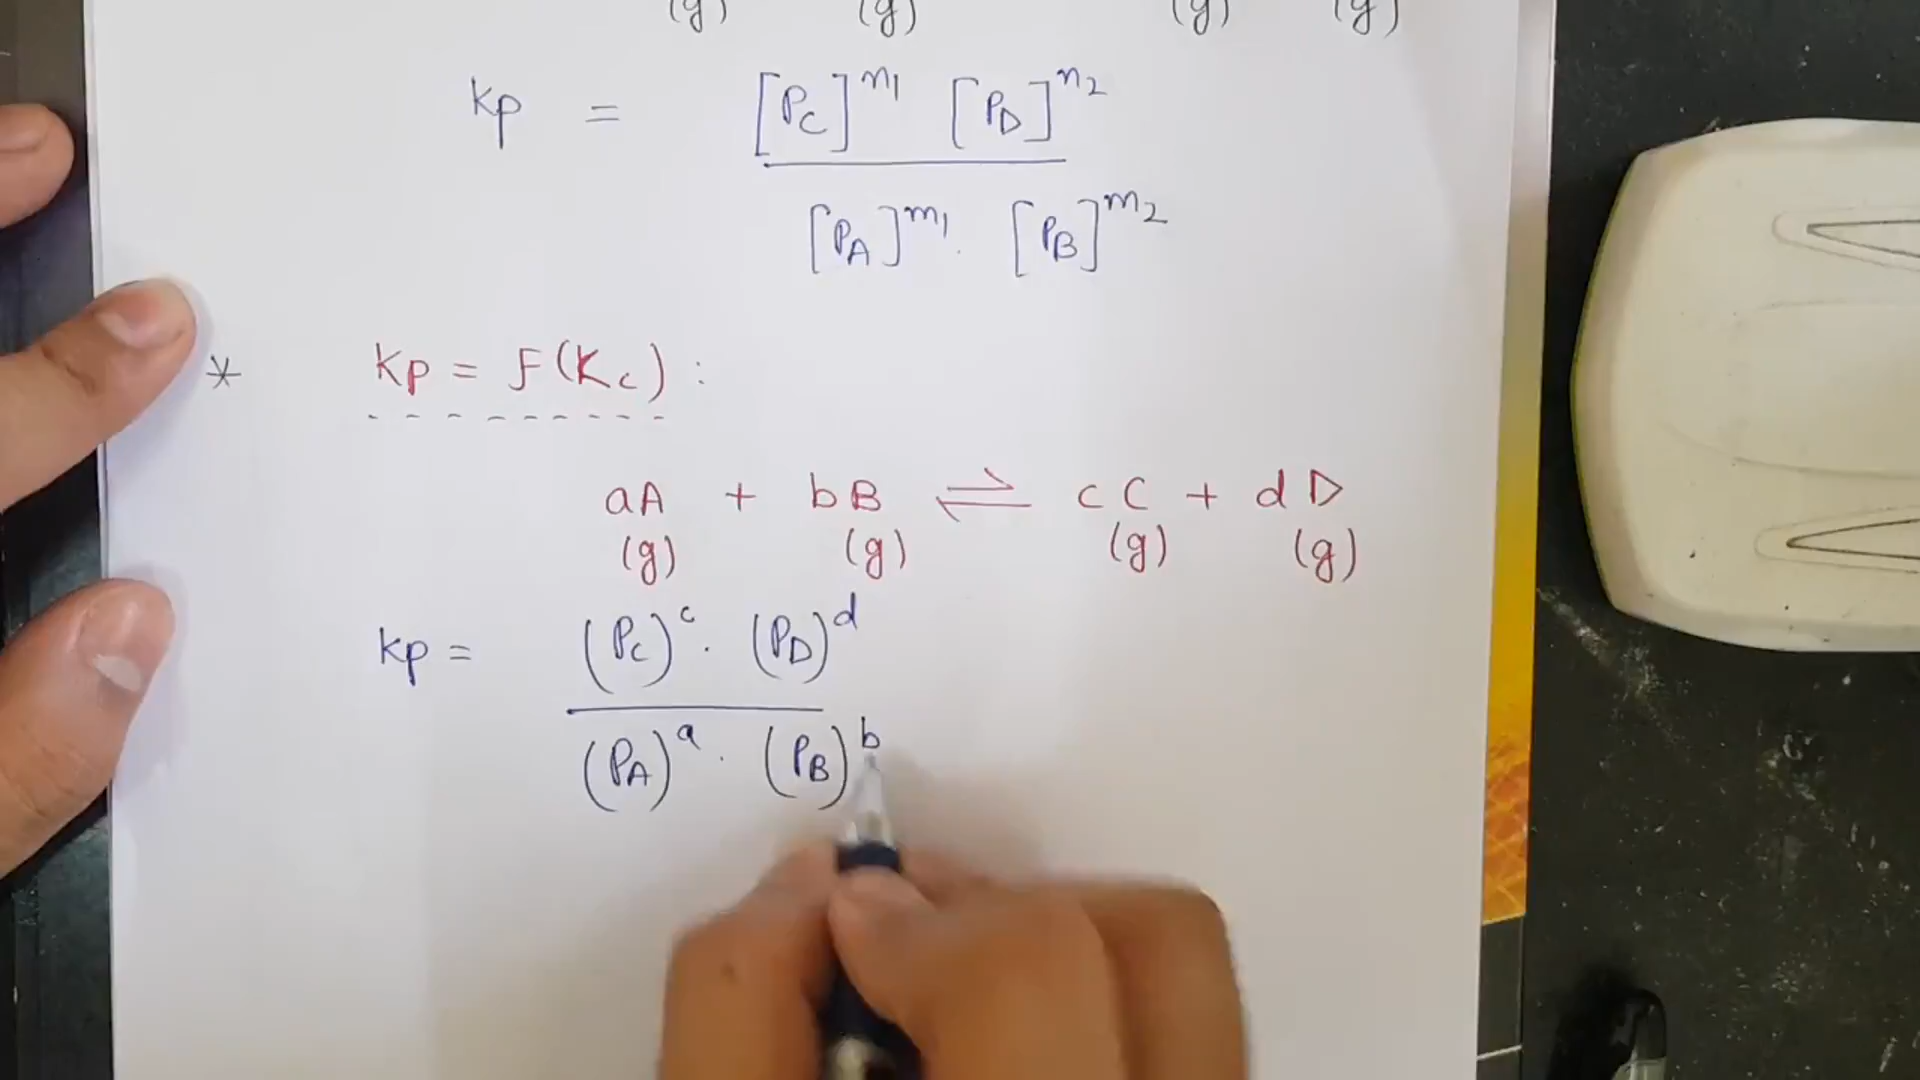 (g) (g) (g) (g)
kp = [PC]^n1 [PD]^n2
[PA]^m1 . [PB]^m2
* kp = F(Kc) :
aA + bB ⇌ cC + dD
(g) (g) (g) (g)
kp = (PC)^c . (PD)^d
(PA)^a . (PB)^b